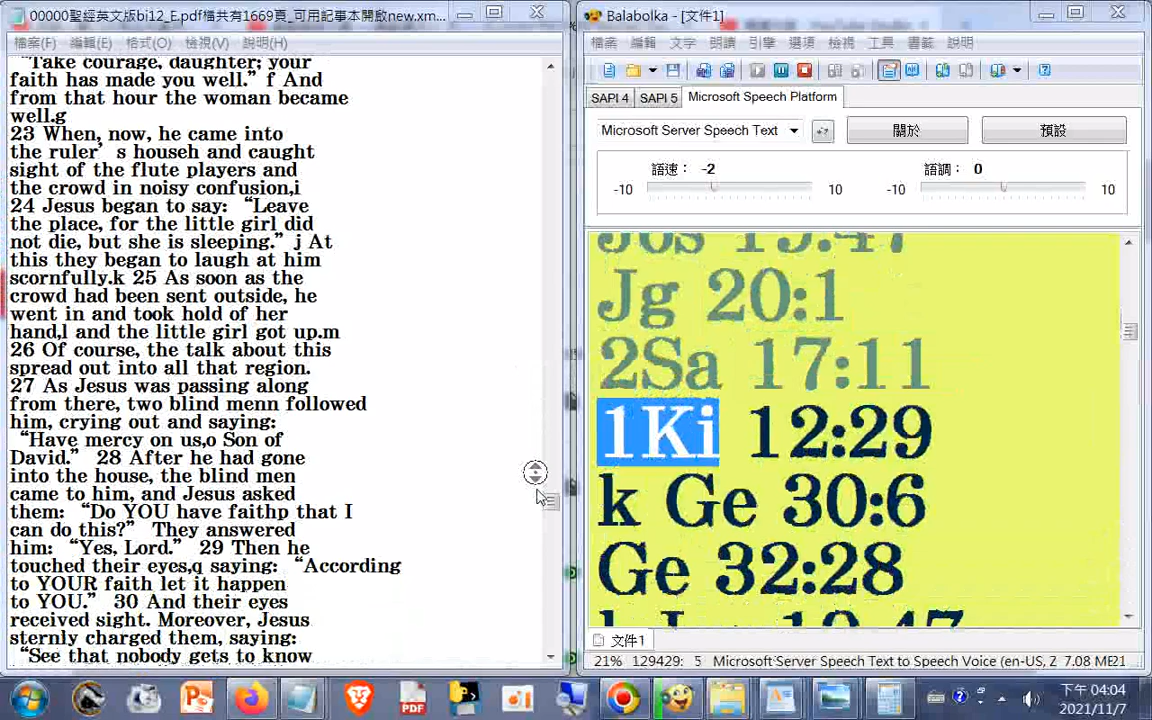 00000聖經英文版bi12_E.pdf檔共有1669頁_可用記事本開啟new.xm...
檔案(F) 編輯(E) 格式(O) 檢視(V) 說明(H)
“Take courage, daughter; your
faith has made you well.” f And
from that hour the woman became
well.g
23 When, now, he came into
the ruler’s househ and caught
sight of the flute players and
the crowd in noisy confusion,i
24 Jesus began to say: “Leave
the place, for the little girl did
not die, but she is sleeping.” j At
this they began to laugh at him
scornfully.k 25 As soon as the
crowd had been sent outside, he
went in and took hold of her
hand,l and the little girl got up.m
26 Of course, the talk about this
spread out into all that region.
27 As Jesus was passing along
from there, two blind menn followed
him, crying out and saying:
“Have mercy on us,o Son of
David.” 28 After he had gone
into the house, the blind men
came to him, and Jesus asked
them: “Do YOU have faithp that I
can do this?” They answered
him: “Yes, Lord.” 29 Then he
touched their eyes,q saying: “According
to YOUR faith let it happen
to YOU.” 30 And their eyes
received sight. Moreover, Jesus
sternly charged them, saying:
“See that nobody gets to know
Balabolka - [文件1]
檔案 編輯 文字 朗讀 引擎 選項 檢視 工具 書籤 說明
SAPI 4 SAPI 5 Microsoft Speech Platform
Microsoft Server Speech Text 關於 預設
語速: -2 語調: 0
-10 10 -10 10
Jos 19:47
Jg 20:1
2Sa 17:11
1Ki 12:29
k Ge 30:6
Ge 32:28
文件1
21% 129429: 5 Microsoft Server Speech Text to Speech Voice (en-US, Z 7.08 ME21
PDF
下午 04:04
2021/11/7